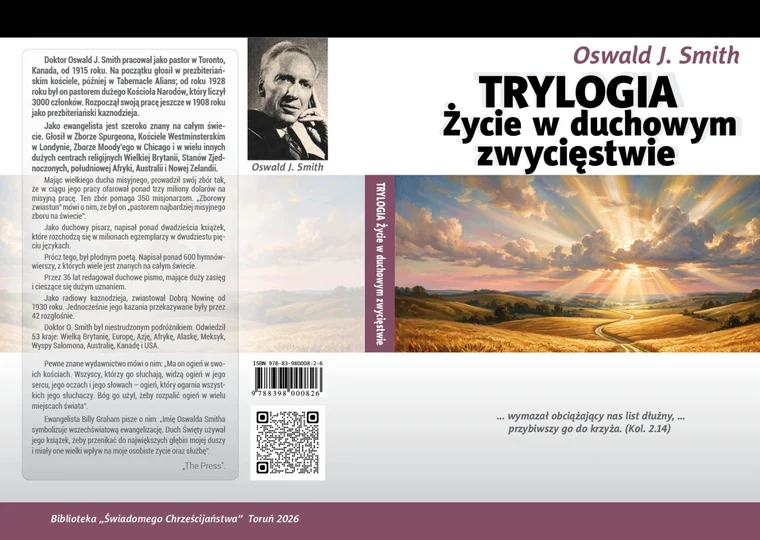 Doktor Oswald J. Smith pracował jako pastor w Toronto,
Kanada, od 1915 roku. Na początku głosił w prezbiteriań-
skim kościele, później w Tabernacle Alians; od roku 1928
roku był on pastorem dużego Kościoła Narodów, który liczył
3000 członków. Rozpoczął swoją pracę jeszcze w 1908 roku
jako prezbiteriański kaznodzieja.
Jako ewangelista jest szeroko znany na całym świe-
cie. Głosił w Zborze Spurgeona, Kościele Westminsterskim
w Londynie, Zborze Moody'ego w Chicago i w wielu innych
dużych centrach religijnych Wielkiej Brytanii, Stanów Zjed-
noczonych, południowej Afryki, Australii i Nowej Zelandii.
Mając wielkiego ducha misyjnego, prowadził swój zbór tak,
że w ciągu jego pracy ofiarował ponad trzy miliony dolarów na
misyjną pracę. Ten zbór pomaga 350 misjonarzom. „Zborowy
zwiastun" mówi o nim, że był on „pastorem najbardziej misyjnego
zboru na świecie".
Jako duchowy pisarz, napisał ponad dwadzieścia książek,
które rozchodzą się w milionach egzemplarzy w dwudziestu pię-
ciu językach.
Prócz tego, był płodnym poetą. Napisał ponad 600 hymnów-
wierszy, z których wiele jest znanych na całym świecie.
Przez 36 lat redagował duchowe pismo, mające duży zasięg
i cieszące się dużym uznaniem.
Jako radiowy kaznodzieja, zwiastował Dobrą Nowinę od
1930 roku. Jednocześnie jego kazania przekazywane były przez
42 rozgłośnie.
Doktor O. Smith był niestrudzonym podróżnikiem. Odwiedził
53 kraje: Wielką Brytanię, Europę, Azję, Afrykę, Alaskę, Meksyk,
Wyspy Salomona, Australię, Kanadę i USA.
Pewne znane wydawnictwo mówi o nim: „Ma on ogień w swo-
ich kościach. Wszyscy, którzy go słuchają, widzą ogień w jego
sercu, jego oczach i jego słowach – ogień, który ogarnia wszyst-
kich jego słuchaczy. Bóg go użył, żeby rozpalić ogień w wielu
miejscach świata".
Ewangelista Billy Graham pisze o nim: „Imię Oswalda Smitha
symbolizuje wszechświatową ewangelizację. Duch Święty używał
jego książek, żeby przenikać do największych głębin mojej duszy
i miały one wielki wpływ na moje osobiste życie oraz służbę".
„The Press".
Oswald J. Smith
ISBN 978-83-980008-2-6
9 788398 000826
Biblioteka „Świadomego Chrześcijaństwa" Toruń 2026
TRYLOGIA Życie w duchowym zwycięstwie
Oswald J. Smith
TRYLOGIA
Życie w duchowym
zwycięstwie
... wymazał obciążający nas list dłużny, ...
przybiwszy go do krzyża. (Kol. 2.14)